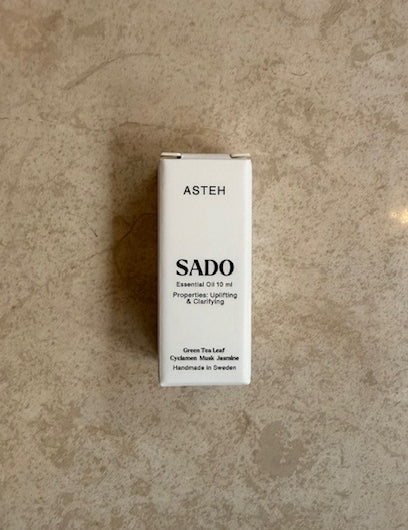 ASTEH
SADO
Essential Oil 10 ml
Properties: Uplifting
& Clarifying
Green Tea Leaf
Cyclamen Musk Jasmine
Handmade in Sweden